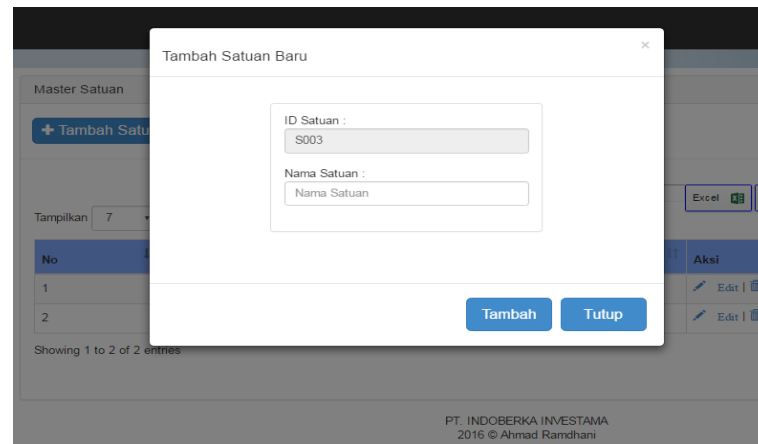 Tambah Satuan Baru
×
Master Satuan
+ Tambah Satu
ID Satuan :
S003
Nama Satuan :
Nama Satuan
Tampilkan 7
Excel
No
Aksi
1
Edit |
2
Edit |
Tambah
Tutup
Showing 1 to 2 of 2 entries
PT. INDOBERKA INVESTAMA
2016 © Ahmad Ramdhani